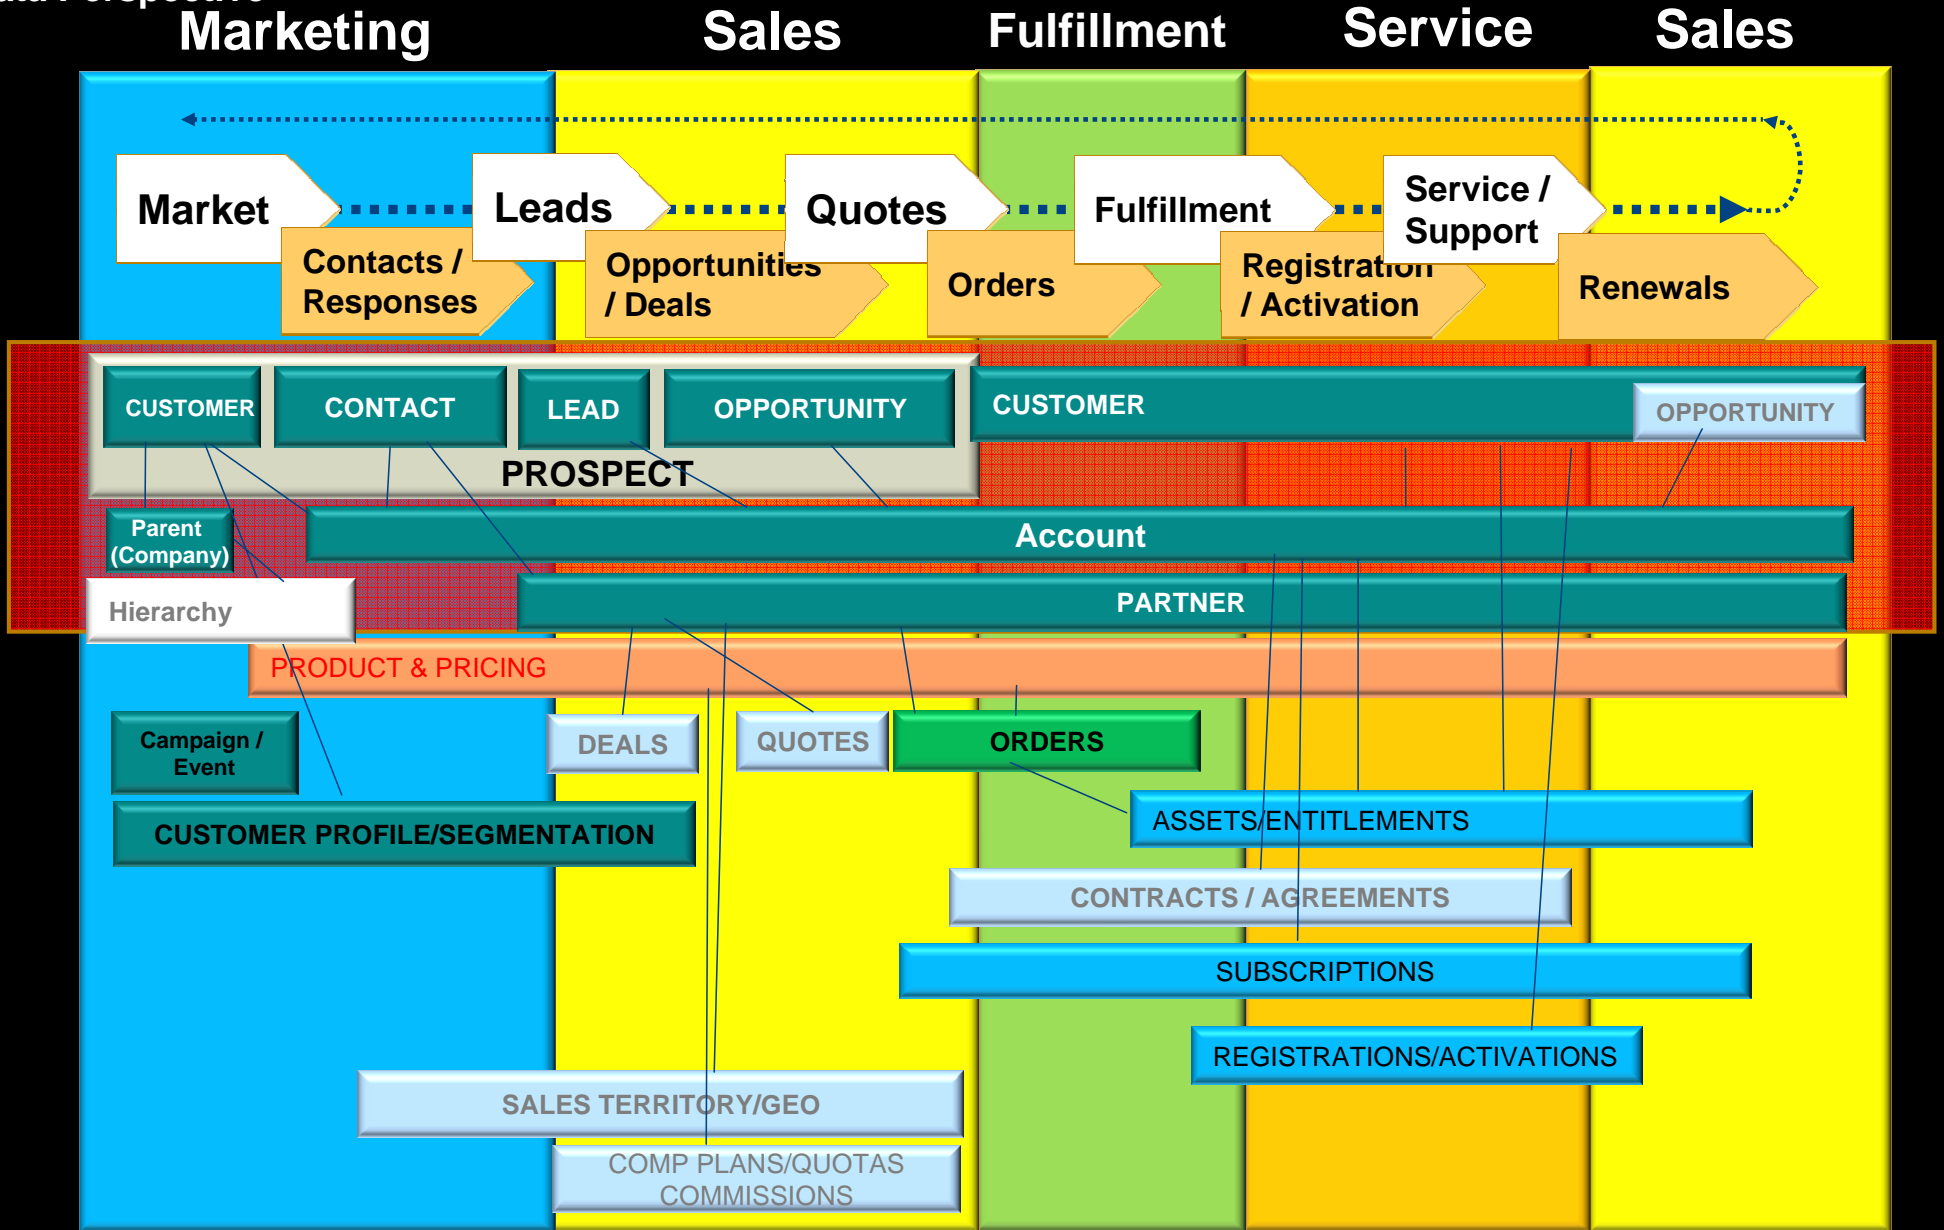 Marketing
Sales
Fulfillment
Service
Sales
Market
Leads
Quotes
Fulfillment
Service /
Support
Contacts /
Responses
Opportunities
/ Deals
Orders
Registration
/ Activation
Renewals
CUSTOMER
CONTACT
LEAD
OPPORTUNITY
CUSTOMER
OPPORTUNITY
PROSPECT
Parent
(Company)
Account
Hierarchy
PARTNER
PRODUCT & PRICING
Campaign /
Event
DEALS
QUOTES
ORDERS
CUSTOMER PROFILE/SEGMENTATION
ASSETS/ENTITLEMENTS
CONTRACTS / AGREEMENTS
SUBSCRIPTIONS
REGISTRATIONS/ACTIVATIONS
SALES TERRITORY/GEO
COMP PLANS/QUOTAS
COMMISSIONS